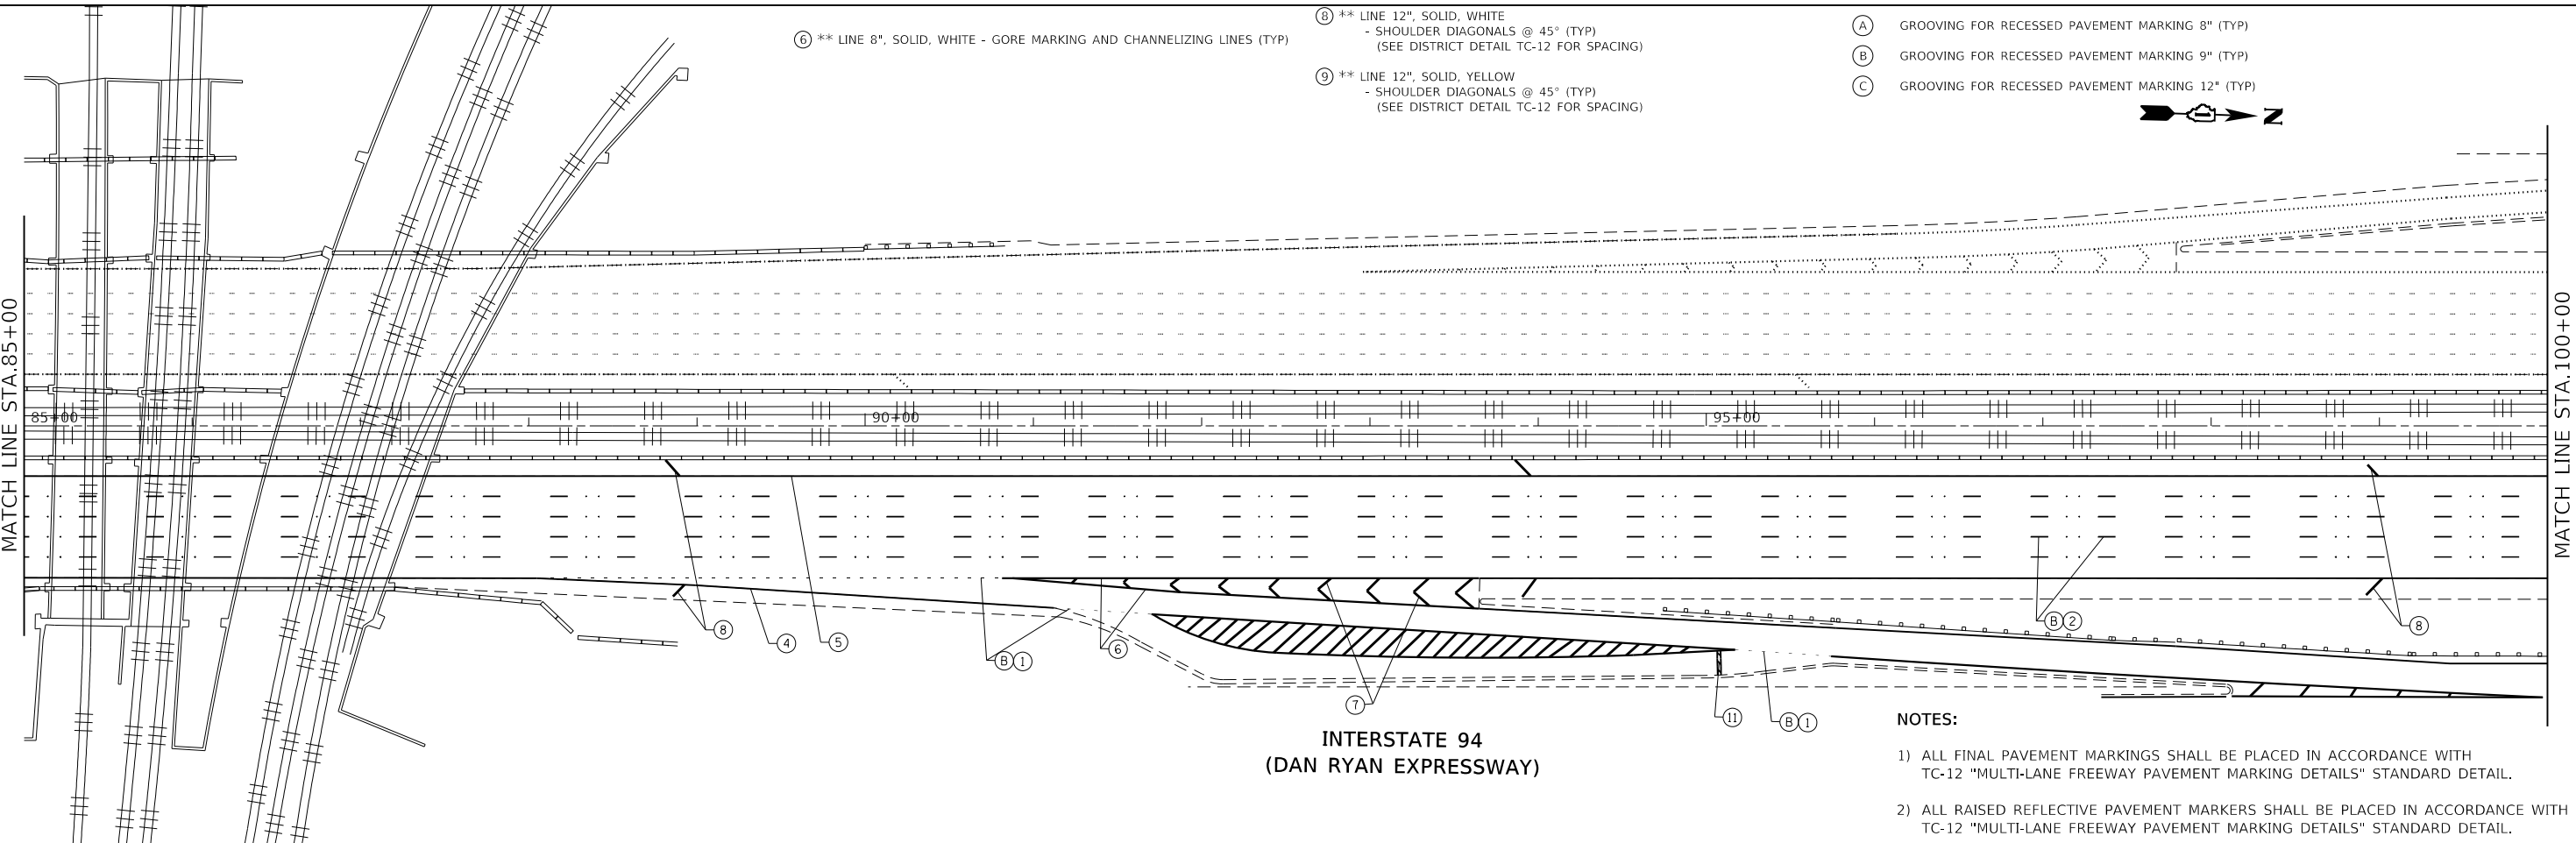 ⑥ ** LINE 8", SOLID, WHITE - GORE MARKING AND CHANNELIZING LINES (TYP)
⑧ ** LINE 12", SOLID, WHITE
- SHOULDER DIAGONALS @ 45° (TYP)
(SEE DISTRICT DETAIL TC-12 FOR SPACING)
⑨ ** LINE 12", SOLID, YELLOW
- SHOULDER DIAGONALS @ 45° (TYP)
(SEE DISTRICT DETAIL TC-12 FOR SPACING)
Ⓐ GROOVING FOR RECESSED PAVEMENT MARKING 8" (TYP)
Ⓑ GROOVING FOR RECESSED PAVEMENT MARKING 9" (TYP)
Ⓒ GROOVING FOR RECESSED PAVEMENT MARKING 12" (TYP)
N
MATCH LINE STA.85+00
MATCH LINE STA.100+00
85+00
90+00
95+00
⑧
④
⑤
Ⓑ①
⑥
⑦
⑪
Ⓑ①
Ⓑ②
⑧
INTERSTATE 94
(DAN RYAN EXPRESSWAY)
NOTES:
1) ALL FINAL PAVEMENT MARKINGS SHALL BE PLACED IN ACCORDANCE WITH
TC-12 "MULTI-LANE FREEWAY PAVEMENT MARKING DETAILS" STANDARD DETAIL.
2) ALL RAISED REFLECTIVE PAVEMENT MARKERS SHALL BE PLACED IN ACCORDANCE WITH
TC-12 "MULTI-LANE FREEWAY PAVEMENT MARKING DETAILS" STANDARD DETAIL.